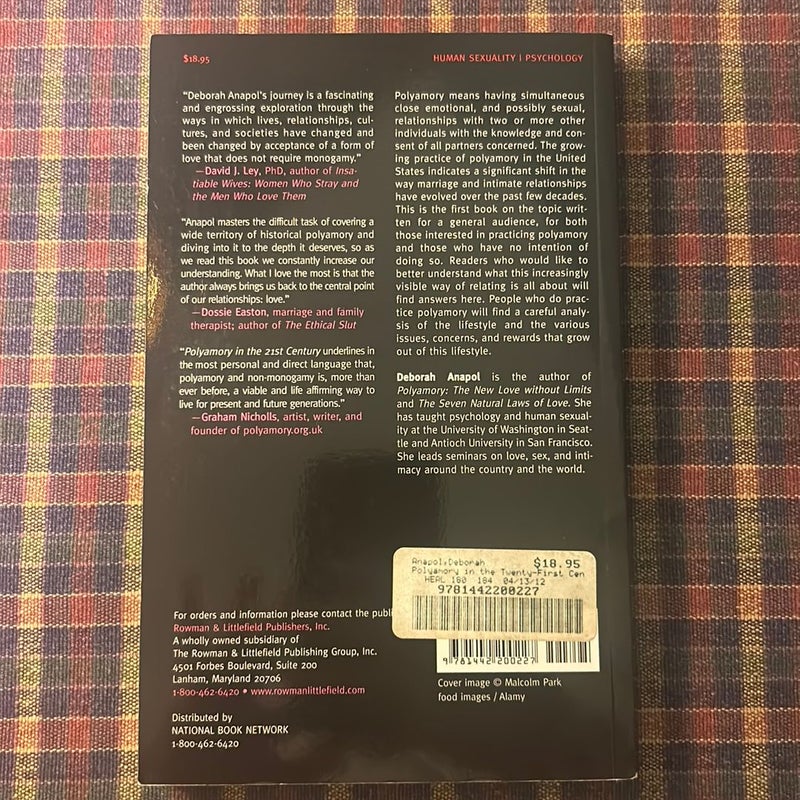 $18.95
HUMAN SEXUALITY | PSYCHOLOGY
“Deborah Anapol's journey is a fascinating
and engrossing exploration through the
ways in which lives, relationships, cul-
tures, and societies have changed and
been changed by acceptance of a form of
love that does not require monogamy.”
—David J. Ley, PhD, author of Insa-
tiable Wives: Women Who Stray and
the Men Who Love Them
“Anapol masters the difficult task of covering a
wide territory of historical polyamory and
diving into it to the depth it deserves, so as
we read this book we constantly increase our
understanding. What I love the most is that the
author always brings us back to the central point
of our relationships: love.”
—Dossie Easton, marriage and family
therapist; author of The Ethical Slut
“Polyamory in the 21st Century underlines in
the most personal and direct language that,
polyamory and non-monogamy is, more than
ever before, a viable and life affirming way to
live for present and future generations.”
—Graham Nicholls, artist, writer, and
founder of polyamory.org.uk
Polyamory means having simultaneous
close emotional, and possibly sexual,
relationships with two or more other
individuals with the knowledge and con-
sent of all partners concerned. The grow-
ing practice of polyamory in the United
States indicates a significant shift in the
way marriage and intimate relationships
have evolved over the past few decades.
This is the first book on the topic writ-
ten for a general audience, for both
those interested in practicing polyamory
and those who have no intention of
doing so. Readers who would like to
better understand what this increasingly
visible way of relating is all about will
find answers here. People who do prac-
tice polyamory will find a careful analy-
sis of the lifestyle and the various
issues, concerns, and rewards that grow
out of this lifestyle.
Deborah Anapol is the author of
Polyamory: The New Love without Limits
and The Seven Natural Laws of Love. She
has taught psychology and human sexual-
ity at the University of Washington in Seat-
tle and Antioch University in San Francisco.
She leads seminars on love, sex, and inti-
macy around the country and the world.
For orders and information please contact the publi
Rowman & Littlefield Publishers, Inc.
A wholly owned subsidiary of
The Rowman & Littlefield Publishing Group, Inc.
4501 Forbes Boulevard, Suite 200
Lanham, Maryland 20706
1-800-462-6420 • www.rowmanlittlefield.com
Distributed by
NATIONAL BOOK NETWORK
1-800-462-6420
Anapol,Deborah $18.95
Polyamory in the Twenty-First Cen
HEAL 180 184 04/13/12
9781442200227
9 781442 200227
Cover image © Malcolm Park
food images / Alamy